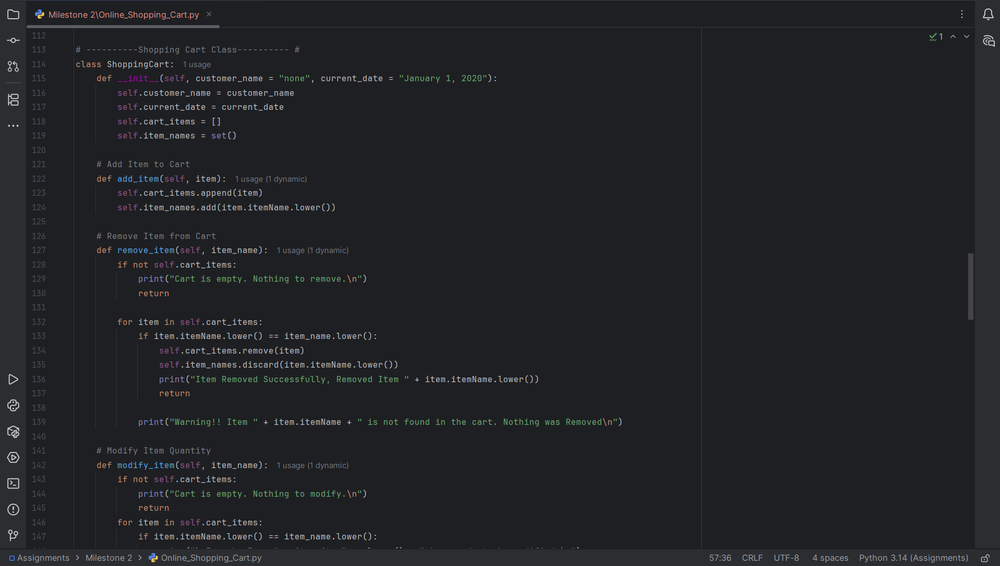 Milestone 2\Online_Shopping_Cart.py
1
112
113 # ----------Shopping Cart Class---------- #
114 class ShoppingCart: 1 usage
115     def __init__(self, customer_name = "none", current_date = "January 1, 2020"):
116         self.customer_name = customer_name
117         self.current_date = current_date
118         self.cart_items = []
119         self.item_names = set()
120
121     # Add Item to Cart
122     def add_item(self, item): 1 usage (1 dynamic)
123         self.cart_items.append(item)
124         self.item_names.add(item.itemName.lower())
125
126     # Remove Item from Cart
127     def remove_item(self, item_name): 1 usage (1 dynamic)
128         if not self.cart_items:
129             print("Cart is empty. Nothing to remove.\n")
130             return
131
132         for item in self.cart_items:
133             if item.itemName.lower() == item_name.lower():
134                 self.cart_items.remove(item)
135                 self.item_names.discard(item.itemName.lower())
136                 print("Item Removed Successfully, Removed Item " + item.itemName.lower())
137                 return
138
139             print("Warning!! Item " + item.itemName + " is not found in the cart. Nothing was Removed\n")
140
141     # Modify Item Quantity
142     def modify_item(self, item_name): 1 usage (1 dynamic)
143         if not self.cart_items:
144             print("Cart is empty. Nothing to modify.\n")
145             return
146         for item in self.cart_items:
147             if item.itemName.lower() == item_name.lower():
Assignments > Milestone 2 > Online_Shopping_Cart.py
57:36 CRLF UTF-8 4 spaces Python 3.14 (Assignments)